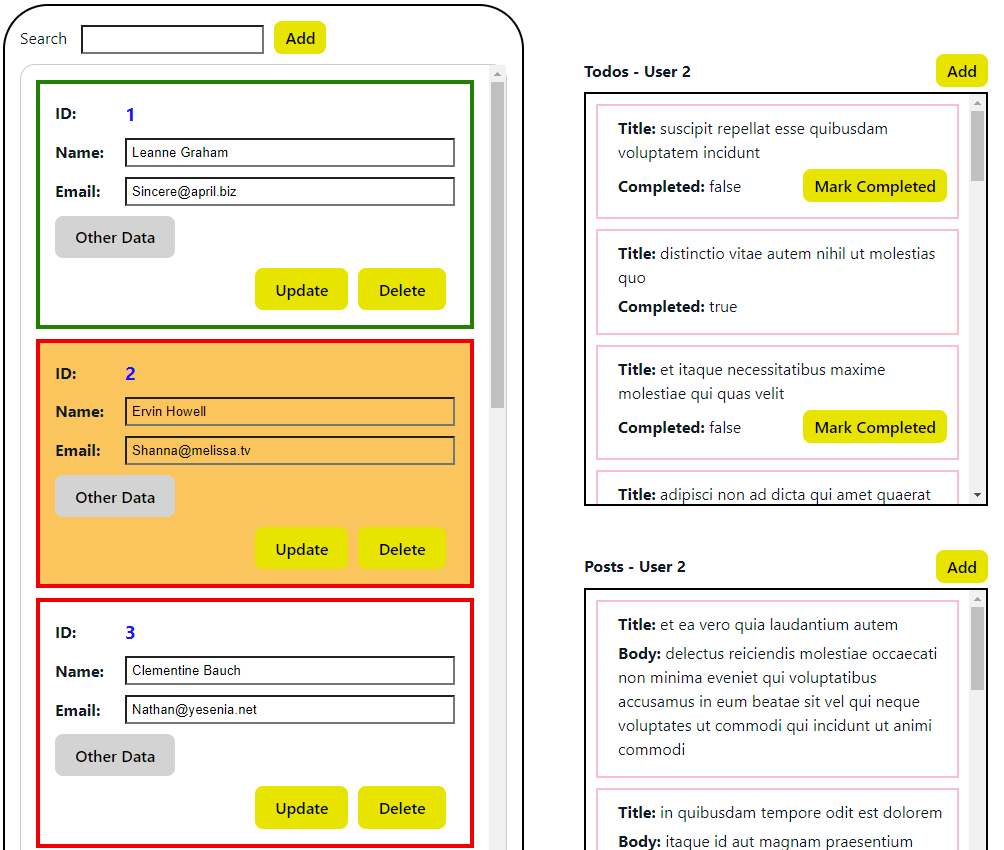 Search
Add
ID: 1
Name: Leanne Graham
Email: Sincere@april.biz
Other Data
Update Delete
ID: 2
Name: Ervin Howell
Email: Shanna@melissa.tv
Other Data
Update Delete
ID: 3
Name: Clementine Bauch
Email: Nathan@yesenia.net
Other Data
Update Delete
Todos - User 2
Add
Title: suscipit repellat esse quibusdam
voluptatem incidunt
Completed: false
Mark Completed
Title: distinctio vitae autem nihil ut molestias
quo
Completed: true
Title: et itaque necessitatibus maxime
molestiae qui quas velit
Completed: false
Mark Completed
Title: adipisci non ad dicta qui amet quaerat
Posts - User 2
Add
Title: et ea vero quia laudantium autem
Body: delectus reiciendis molestiae occaecati
non minima eveniet qui voluptatibus
accusamus in eum beatae sit vel qui neque
voluptates ut commodi qui incidunt ut animi
commodi
Title: in quibusdam tempore odit est dolorem
Body: itaque id aut magnam praesentium